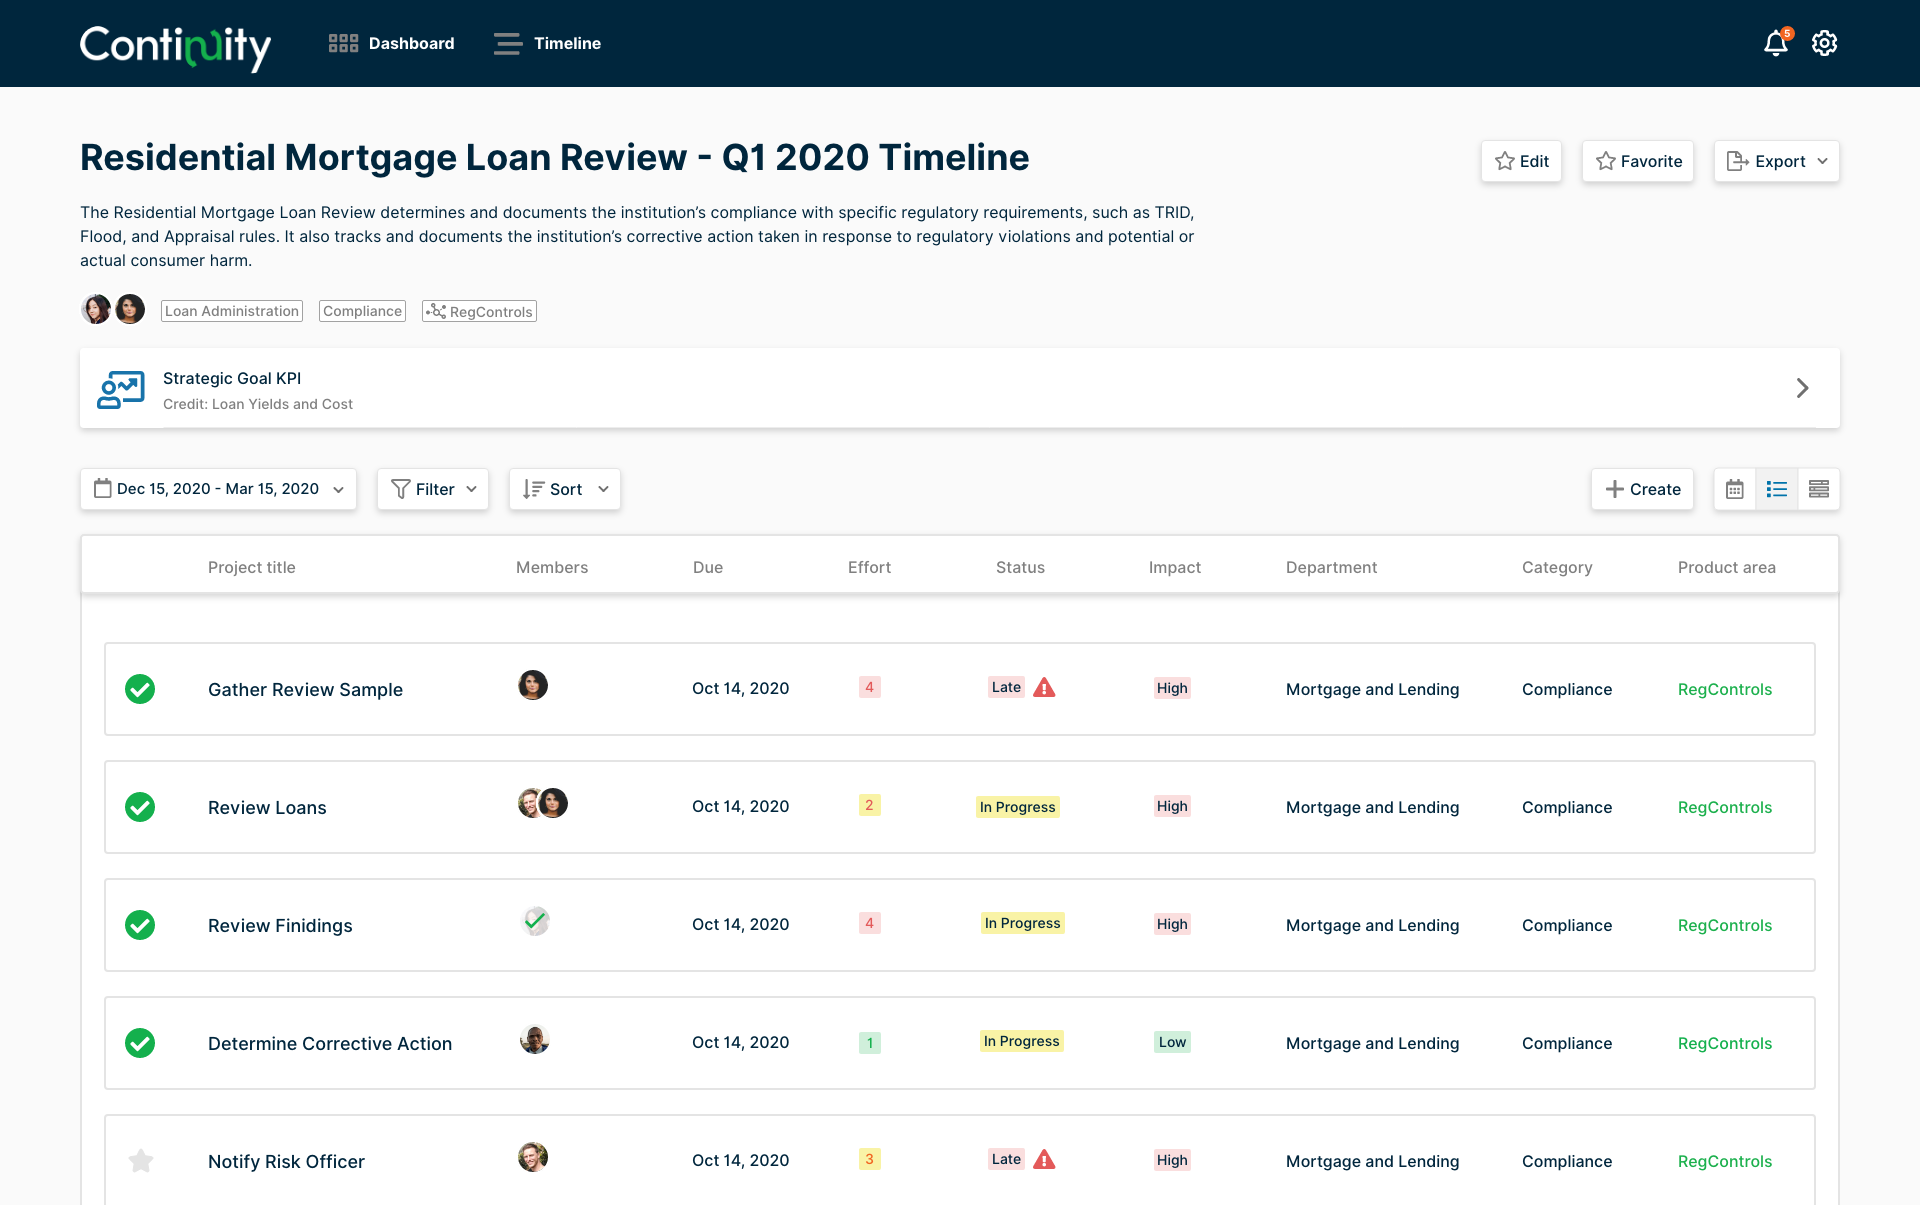 Continuity
Dashboard
Timeline
5
Residential Mortgage Loan Review - Q1 2020 Timeline
Edit
Favorite
Export
The Residential Mortgage Loan Review determines and documents the institution’s compliance with specific regulatory requirements, such as TRID,
Flood, and Appraisal rules. It also tracks and documents the institution’s corrective action taken in response to regulatory violations and potential or
actual consumer harm.
Loan Administration
Compliance
RegControls
Strategic Goal KPI
Credit: Loan Yields and Cost
Dec 15, 2020 - Mar 15, 2020
Filter
Sort
Create
Project title Members Due Effort Status Impact Department Category Product area
Gather Review Sample Oct 14, 2020 4 Late High Mortgage and Lending Compliance RegControls
Review Loans Oct 14, 2020 2 In Progress High Mortgage and Lending Compliance RegControls
Review Finidings Oct 14, 2020 4 In Progress High Mortgage and Lending Compliance RegControls
Determine Corrective Action Oct 14, 2020 1 In Progress Low Mortgage and Lending Compliance RegControls
Notify Risk Officer Oct 14, 2020 3 Late High Mortgage and Lending Compliance RegControls